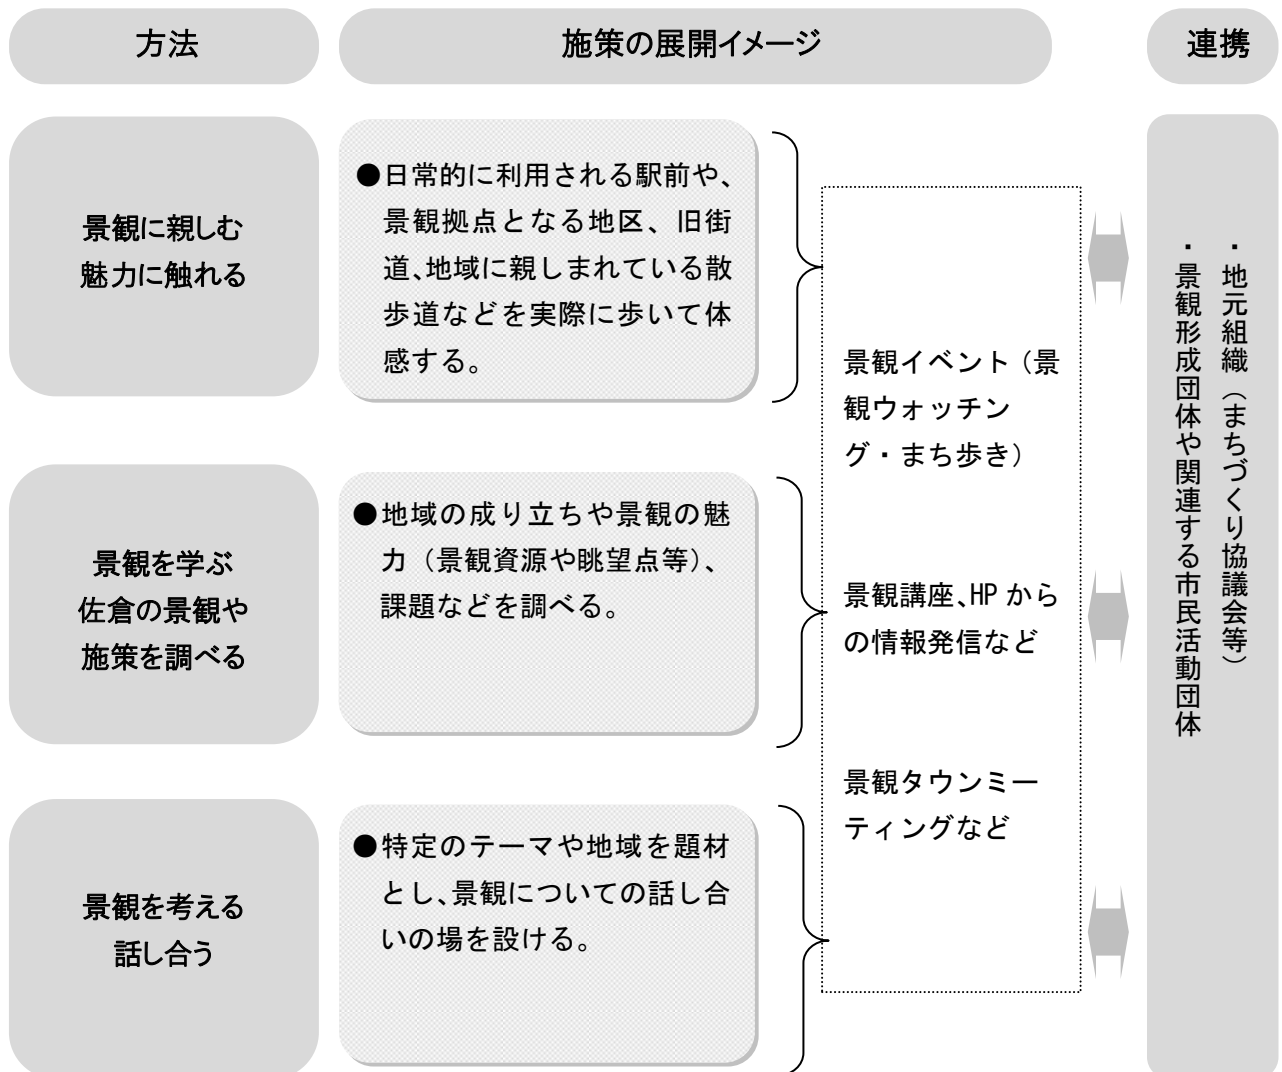 方法
施策の展開イメージ
連携
景観に親しむ
魅力に触れる
●日常的に利用される駅前や、
景観拠点となる地区、旧街
道、地域に親しまれている散
歩道などを実際に歩いて体
感する。
景観を学ぶ
佐倉の景観や
施策を調べる
●地域の成り立ちや景観の魅
力（景観資源や眺望点等）、
課題などを調べる。
景観を考える
話し合う
●特定のテーマや地域を題材
とし、景観についての話し合
いの場を設ける。
景観イベント（景
観ウォッチン
グ・まち歩き）
景観講座、HP から
の情報発信など
景観タウンミー
ティングなど
・地元組織（まちづくり協議会等）
・景観形成団体や関連する市民活動団体